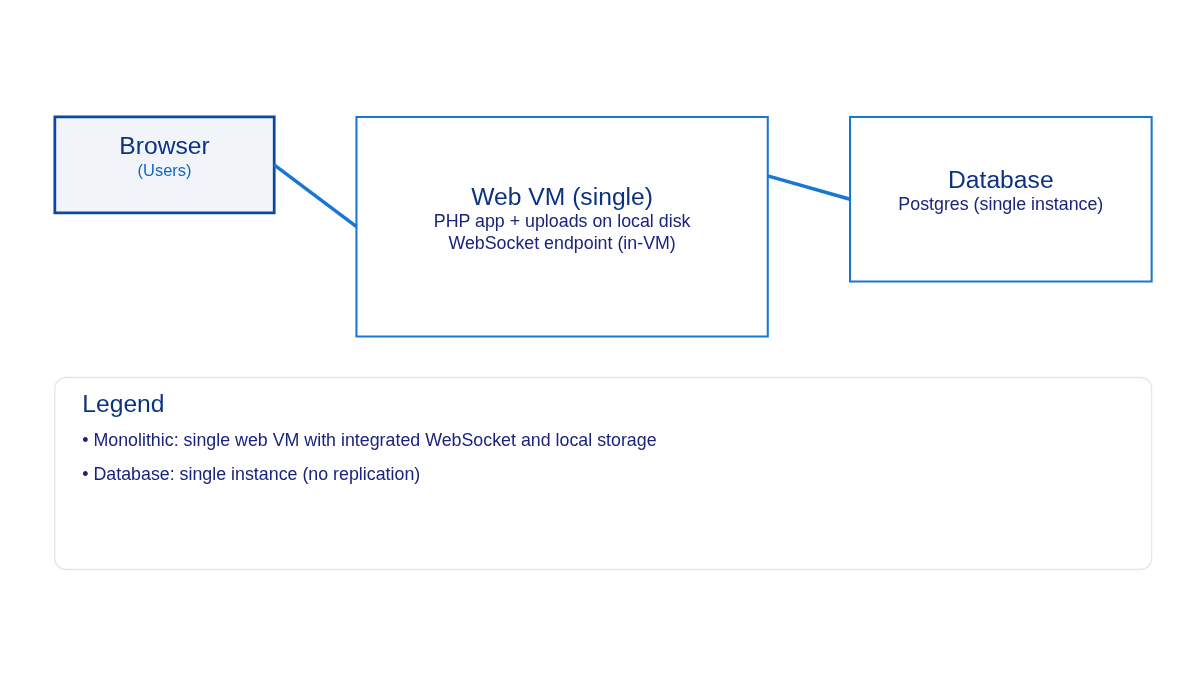 Browser
(Users)
Web VM (single)
PHP app + uploads on local disk
WebSocket endpoint (in-VM)
Database
Postgres (single instance)
Legend
• Monolithic: single web VM with integrated WebSocket and local storage
• Database: single instance (no replication)